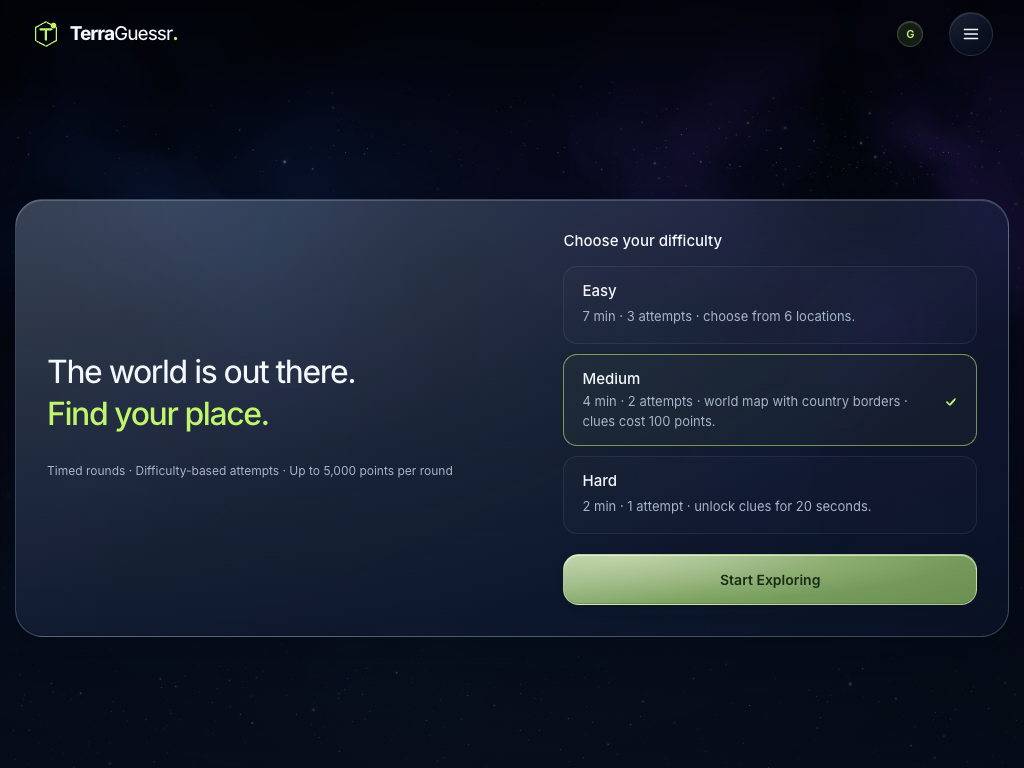 TerraGuessr.
G
The world is out there.
Find your place.
Timed rounds · Difficulty-based attempts · Up to 5,000 points per round
Choose your difficulty
Easy
7 min · 3 attempts · choose from 6 locations.
Medium
4 min · 2 attempts · world map with country borders ·
clues cost 100 points.
Hard
2 min · 1 attempt · unlock clues for 20 seconds.
Start Exploring